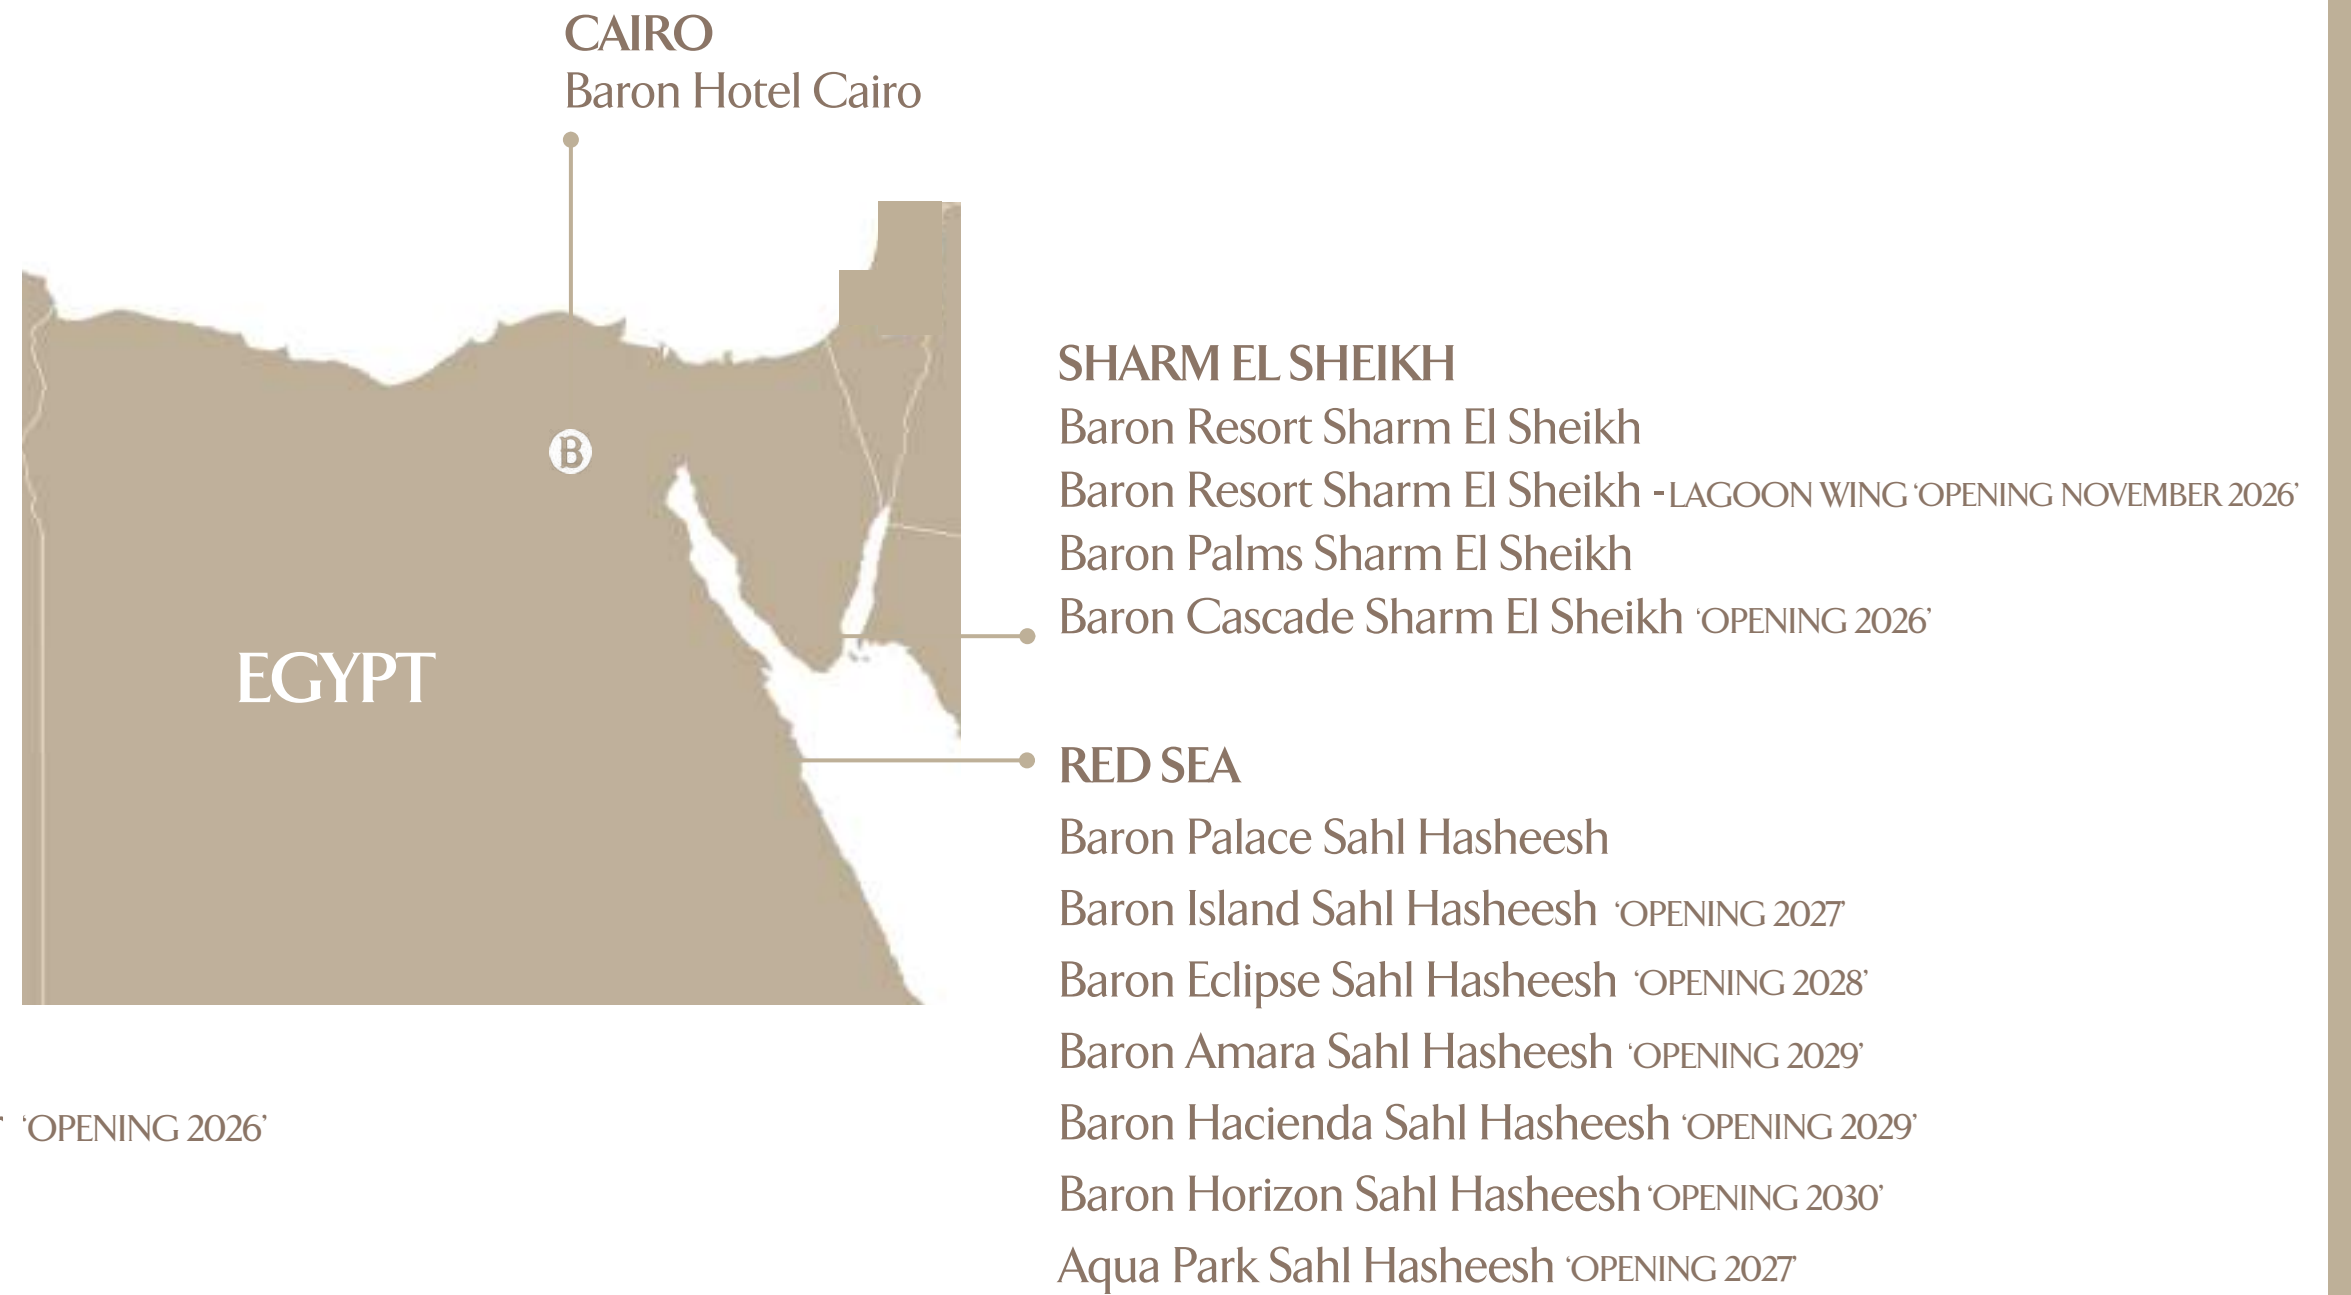 CAIRO
Baron Hotel Cairo
SHARM EL SHEIKH
Baron Resort Sharm El Sheikh
Baron Resort Sharm El Sheikh - LAGOON WING ‘OPENING NOVEMBER 2026’
Baron Palms Sharm El Sheikh
Baron Cascade Sharm El Sheikh ‘OPENING 2026’
B
EGYPT
RED SEA
Baron Palace Sahl Hasheesh
Baron Island Sahl Hasheesh ‘OPENING 2027’
Baron Eclipse Sahl Hasheesh ‘OPENING 2028’
Baron Amara Sahl Hasheesh ‘OPENING 2029’
Baron Hacienda Sahl Hasheesh ‘OPENING 2029’
Baron Horizon Sahl Hasheesh ‘OPENING 2030’
Aqua Park Sahl Hasheesh ‘OPENING 2027’
‘OPENING 2026’